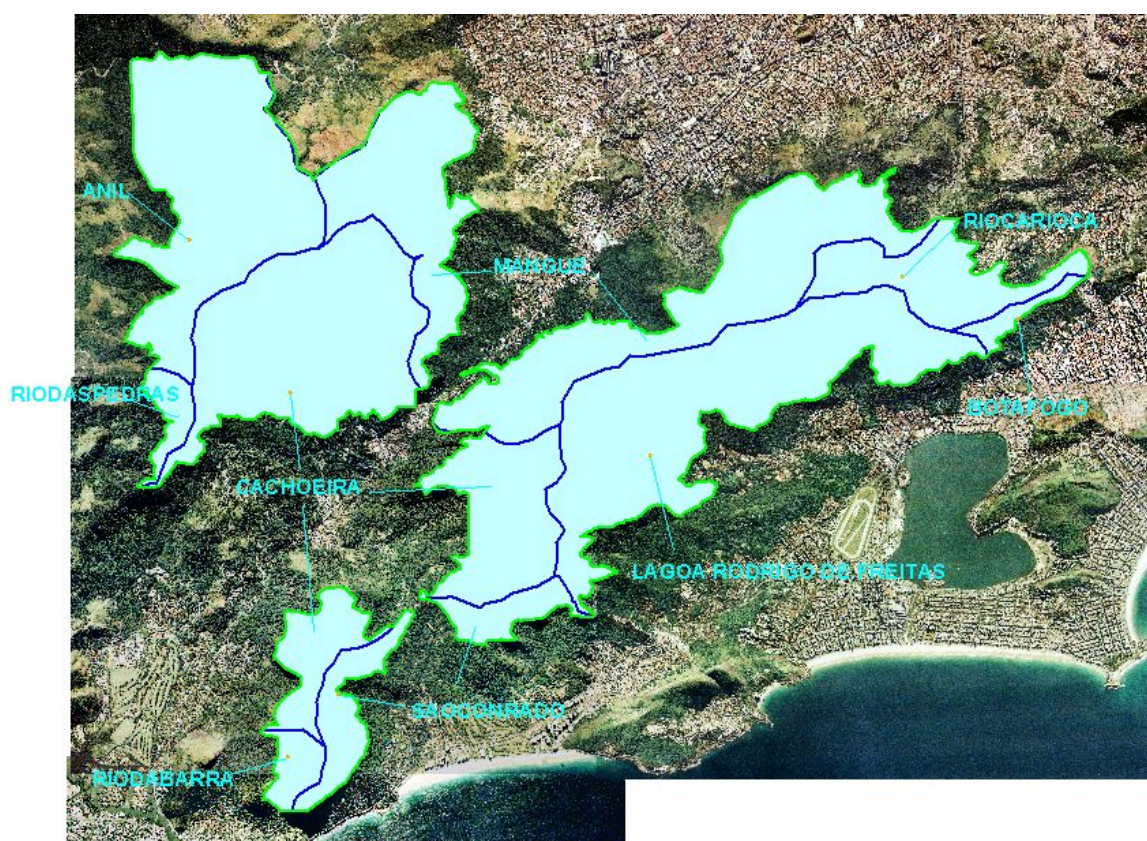 ANIL
RIOCARIOCA
MANGUE
RIODASPEDRAS
BOTAFOGO
CACHOEIRA
LAGOA RODRIGO DE FREITAS
SAOCONRADO
RIODABARRA